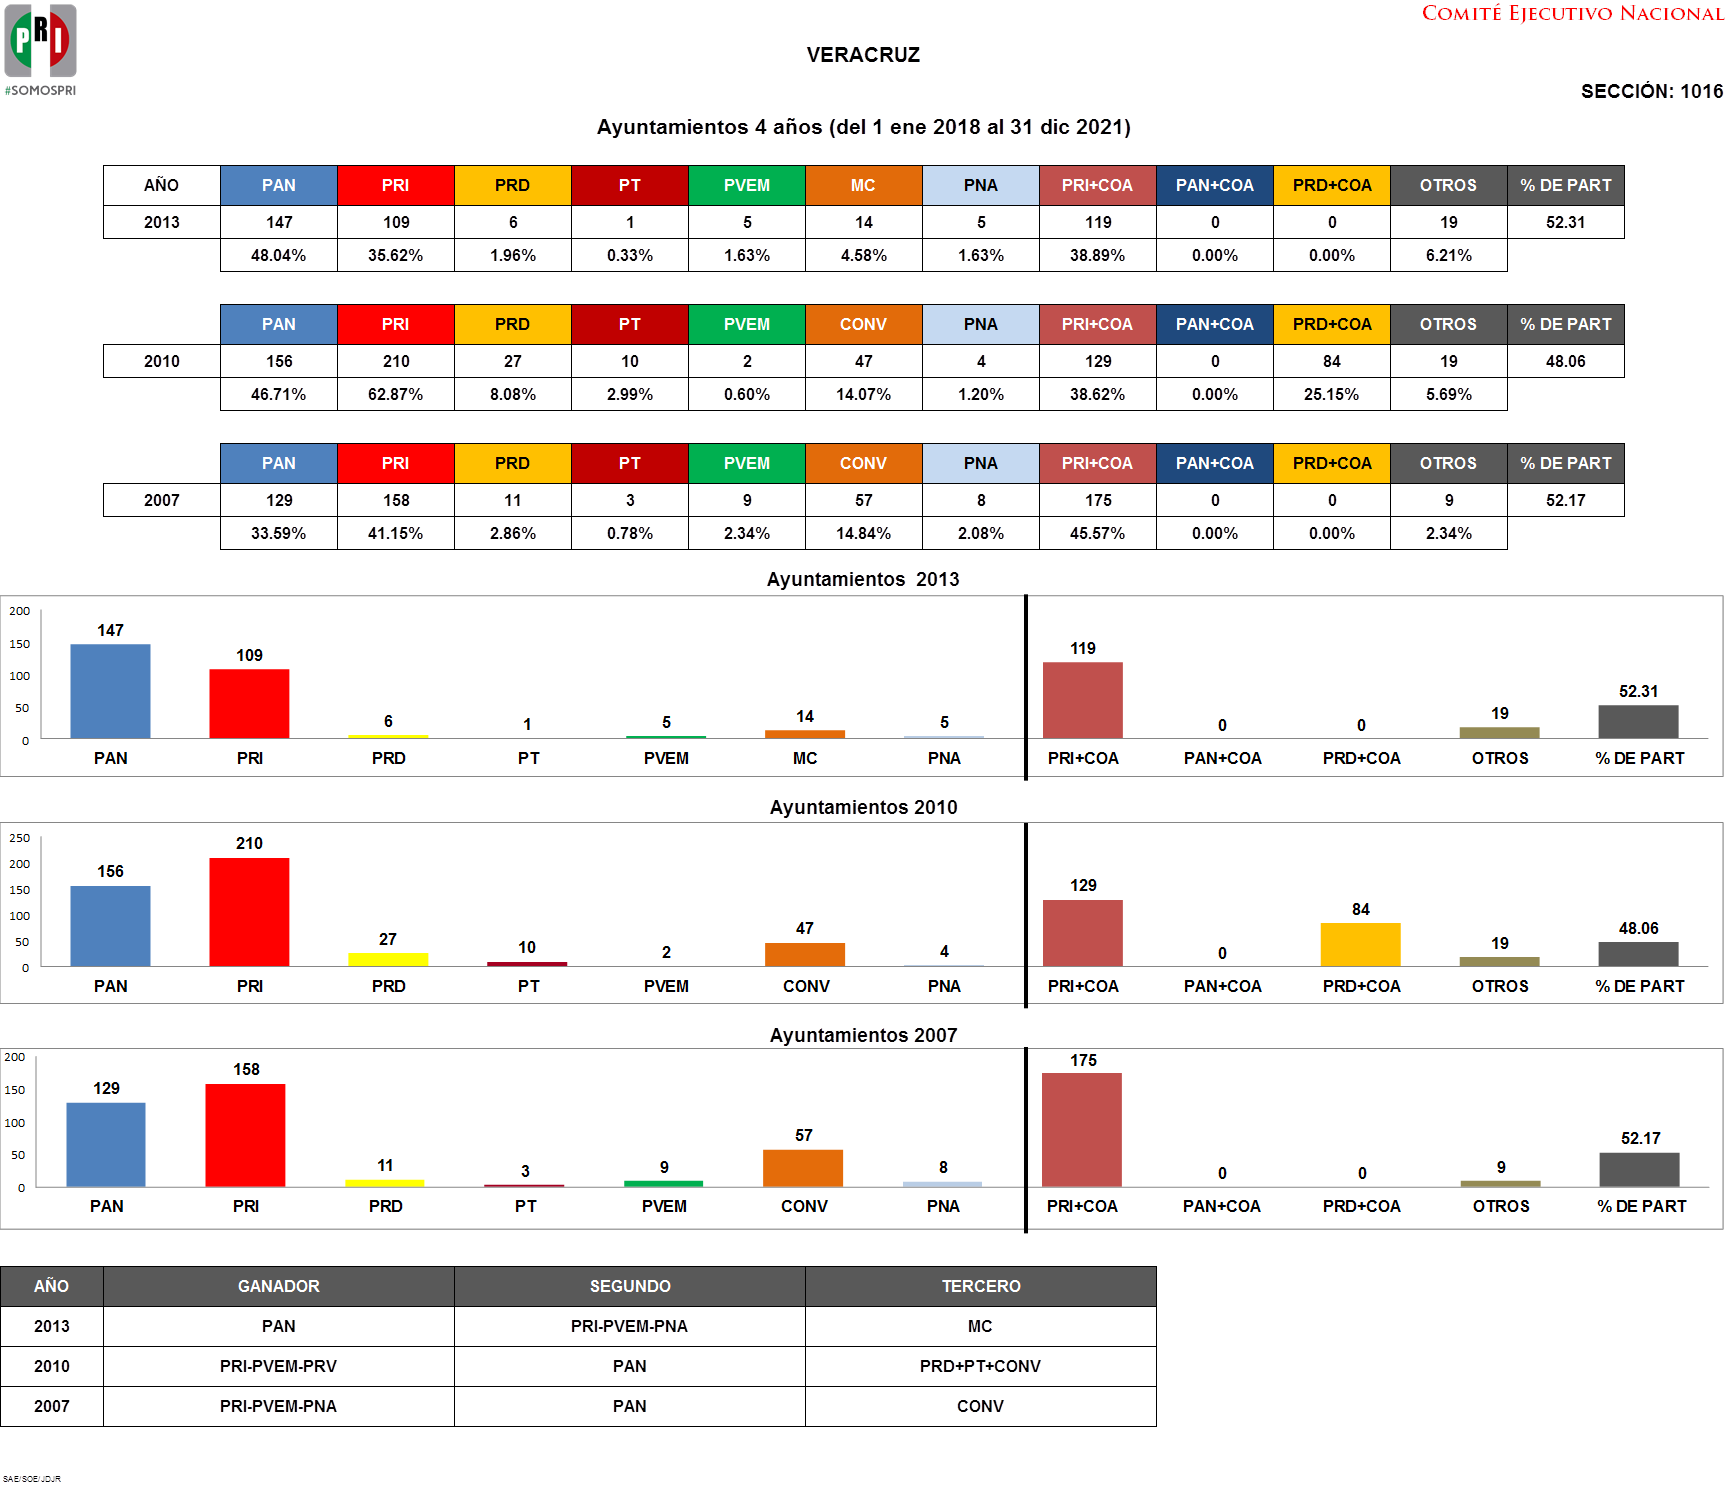 PRI
#SOMOSPRI
COMITÉ EJECUTIVO NACIONAL
VERACRUZ
SECCIÓN: 1016
Ayuntamientos 4 años (del 1 ene 2018 al 31 dic 2021)
AÑO PAN PRI PRD PT PVEM MC PNA PRI+COA PAN+COA PRD+COA OTROS % DE PART
2013 147 109 6 1 5 14 5 119 0 0 19 52.31
48.04% 35.62% 1.96% 0.33% 1.63% 4.58% 1.63% 38.89% 0.00% 0.00% 6.21%
PAN PRI PRD PT PVEM CONV PNA PRI+COA PAN+COA PRD+COA OTROS % DE PART
2010 156 210 27 10 2 47 4 129 0 84 19 48.06
46.71% 62.87% 8.08% 2.99% 0.60% 14.07% 1.20% 38.62% 0.00% 25.15% 5.69%
PAN PRI PRD PT PVEM CONV PNA PRI+COA PAN+COA PRD+COA OTROS % DE PART
2007 129 158 11 3 9 57 8 175 0 0 9 52.17
33.59% 41.15% 2.86% 0.78% 2.34% 14.84% 2.08% 45.57% 0.00% 0.00% 2.34%
Ayuntamientos 2013
200
150
100
50
0
147 109 6 1 5 14 5 119 0 0 19 52.31
PAN PRI PRD PT PVEM MC PNA PRI+COA PAN+COA PRD+COA OTROS % DE PART
Ayuntamientos 2010
250
200
150
100
50
0
156 210 27 10 2 47 4 129 0 84 19 48.06
PAN PRI PRD PT PVEM CONV PNA PRI+COA PAN+COA PRD+COA OTROS % DE PART
Ayuntamientos 2007
200
150
100
50
0
129 158 11 3 9 57 8 175 0 0 9 52.17
PAN PRI PRD PT PVEM CONV PNA PRI+COA PAN+COA PRD+COA OTROS % DE PART
AÑO GANADOR SEGUNDO TERCERO
2013 PAN PRI-PVEM-PNA MC
2010 PRI-PVEM-PRV PAN PRD+PT+CONV
2007 PRI-PVEM-PNA PAN CONV
SAE/SOE/JDJR